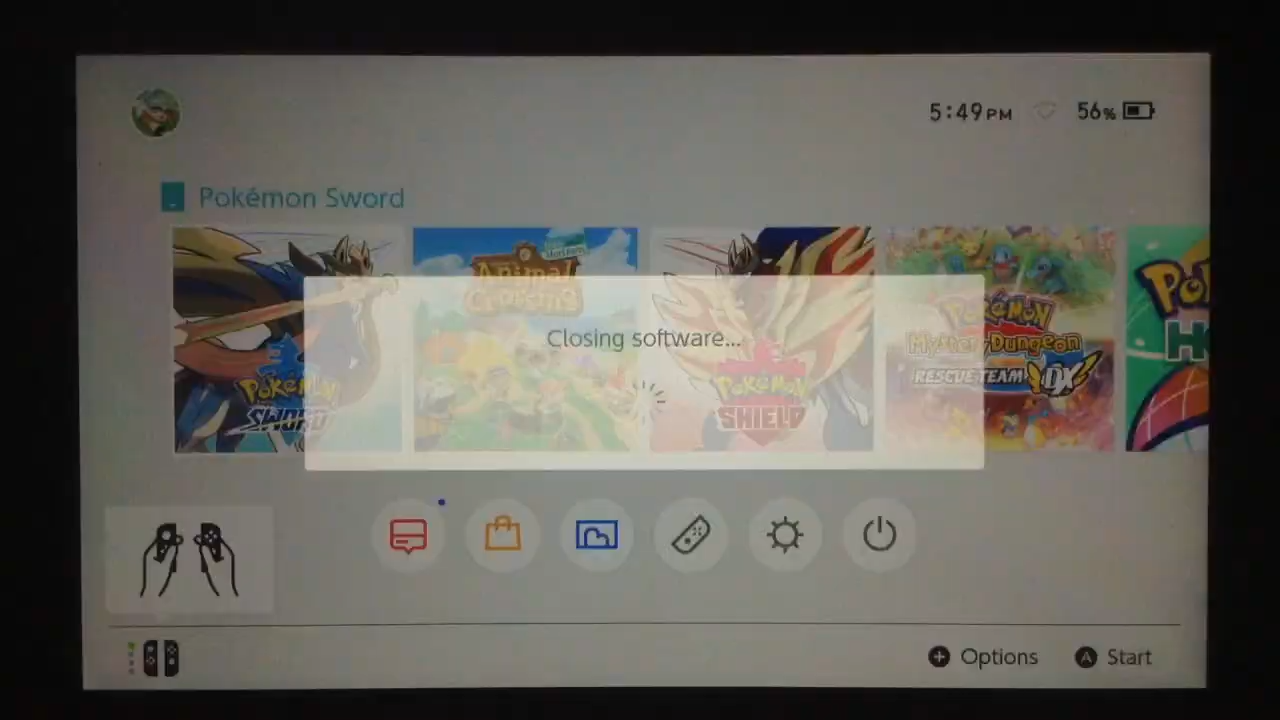 5:49 PM 56%
Pokémon Sword
Pokémon
SWORD
Animal
Crossing
Pokémon
SHIELD
Pokémon
Mystery Dungeon
RESCUE TEAM DX
Closing software...
Options
A Start